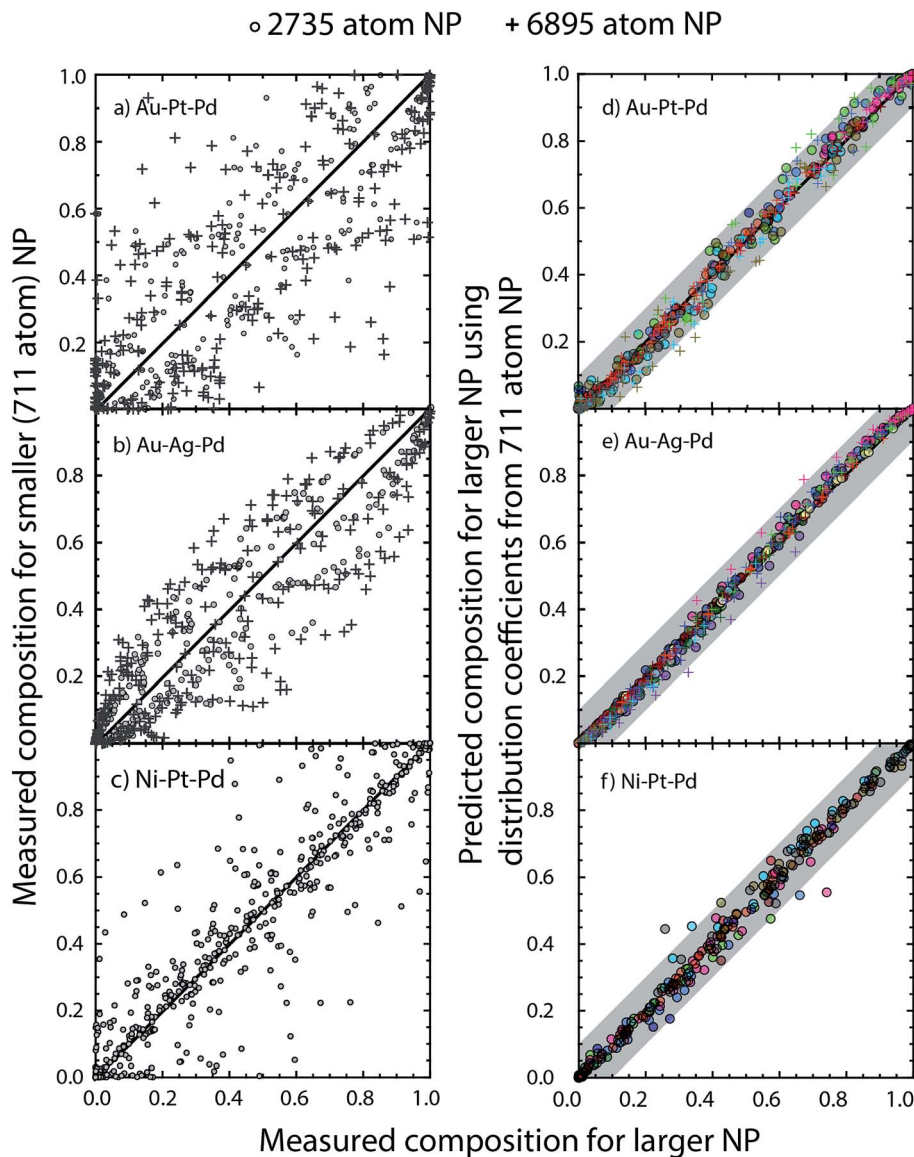 2735 atom NP + 6895 atom NP
1.0
a) Au-Pt-Pd
0.8
0.6
0.4
0.2
b) Au-Ag-Pd
0.8
0.6
0.4
0.2
c) Ni-Pt-Pd
0.8
0.6
0.4
0.2
0.0
0.0 0.2 0.4 0.6 0.8 1.0
Measured composition for smaller (711 atom) NP
1.0
d) Au-Pt-Pd
0.8
0.6
0.4
0.2
e) Au-Ag-Pd
0.8
0.6
0.4
0.2
f) Ni-Pt-Pd
0.8
0.6
0.4
0.2
0.0
0.0 0.2 0.4 0.6 0.8 1.0
Predicted composition for larger NP using
distribution coefficients from 711 atom NP
Measured composition for larger NP